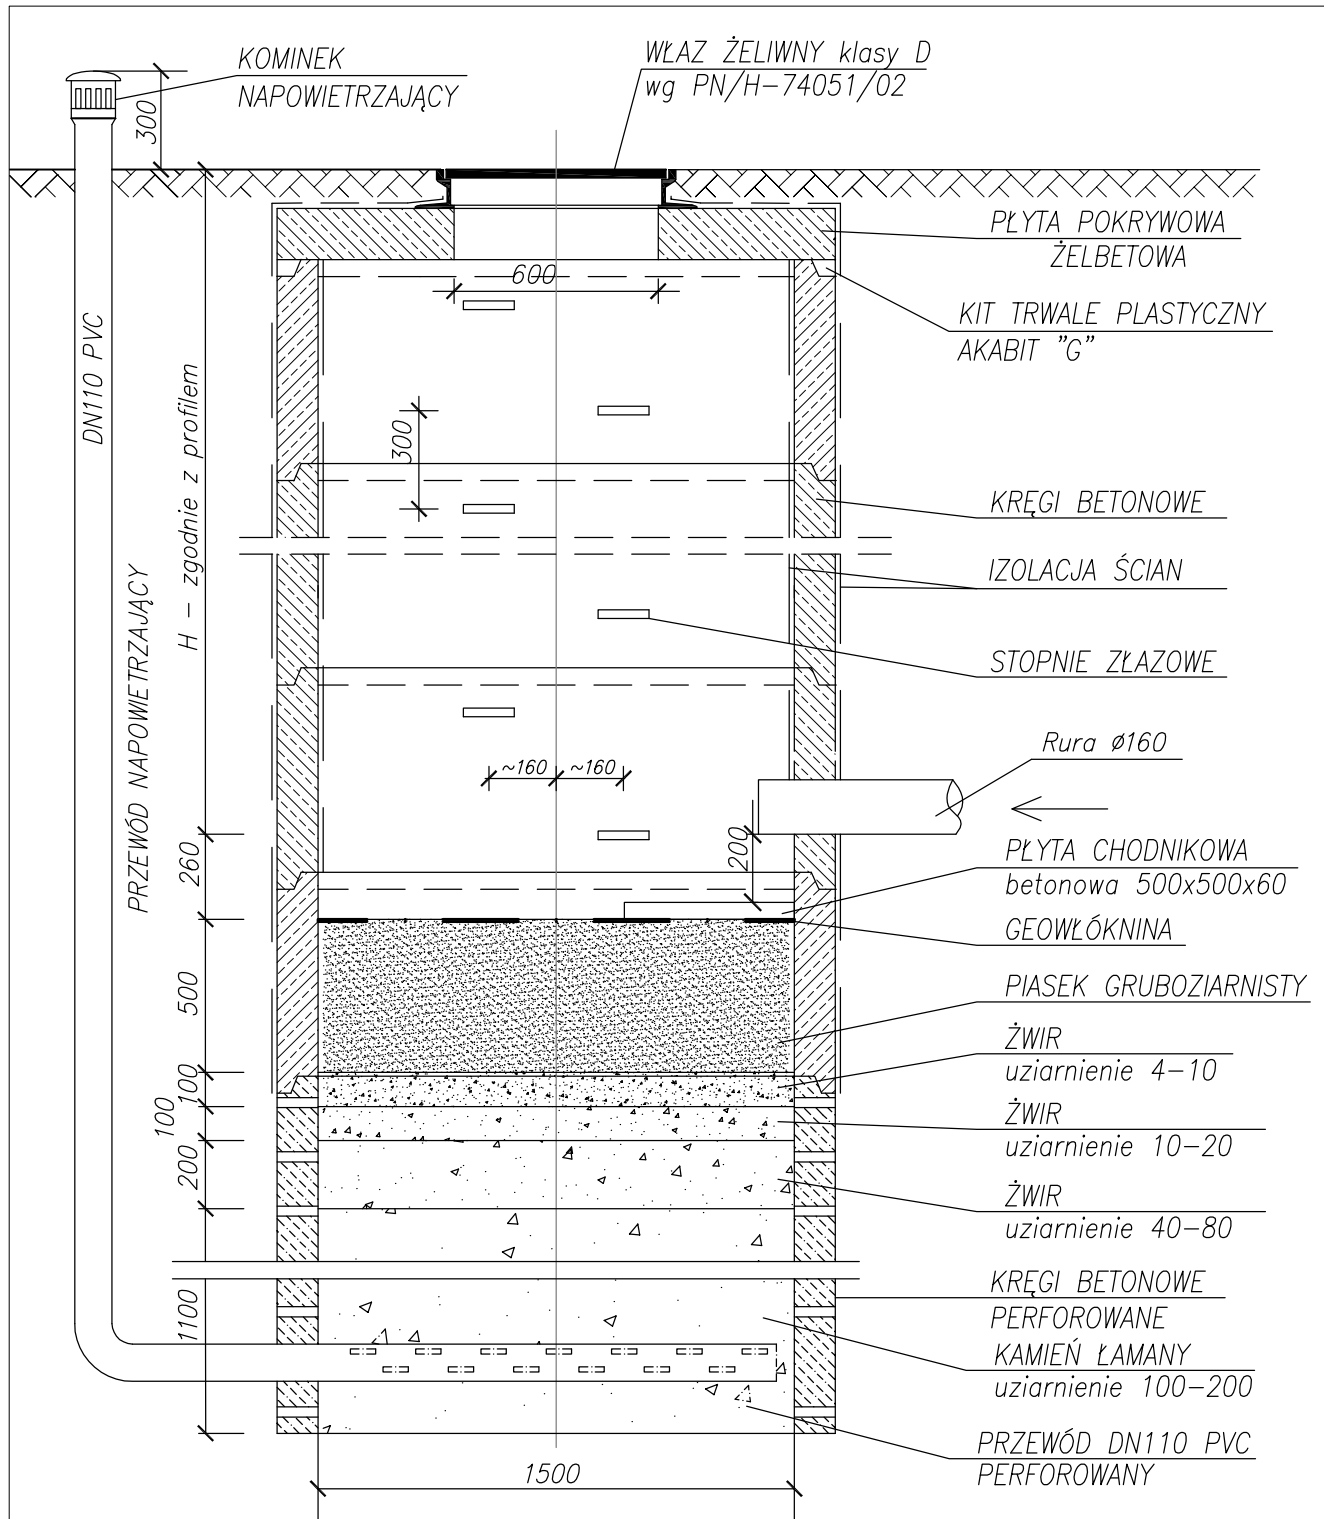 KOMINEK
NAPOWIETRZAJĄCY
WŁAZ ŻELIWNY klasy D
wg PN/H-74051/02
300
PŁYTA POKRYWOWA
ŻELBETOWA
600
KIT TRWALE PLASTYCZNY
AKABIT "G"
DN110 PVC
H - zgodnie z profilem
300
KRĘGI BETONOWE
IZOLACJA ŚCIAN
PRZEWÓD NAPOWIETRZAJĄCY
STOPNIE ZŁAZOWE
Rura ø160
~160
~160
200
260
PŁYTA CHODNIKOWA
betonowa 500x500x60
GEOWŁÓKNINA
500
PIASEK GRUBOZIARNISTY
ŻWIR
uziarnienie 4-10
100
100
ŻWIR
uziarnienie 10-20
200
ŻWIR
uziarnienie 40-80
KRĘGI BETONOWE
PERFOROWANE
1100
KAMIEŃ ŁAMANY
uziarnienie 100-200
PRZEWÓD DN110 PVC
PERFOROWANY
1500